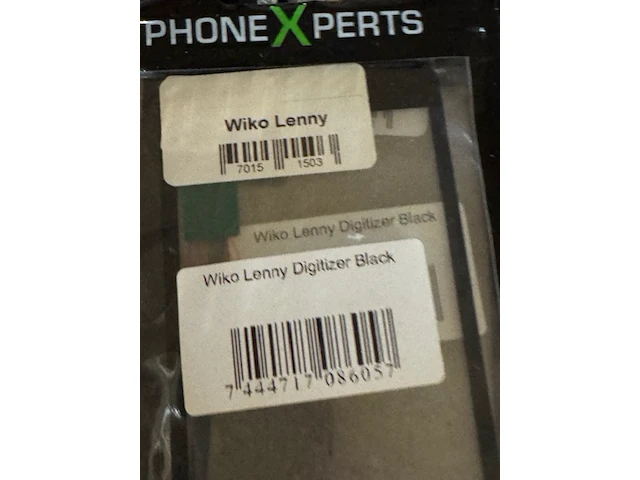 PHONEXPERTS
Wiko Lenny
7015 1503
Wiko Lenny Digitizer Black
Wiko Lenny Digitizer Black
7 444717 086057